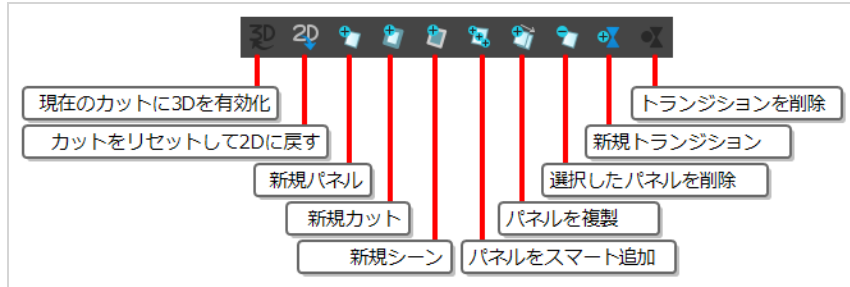 3D 2D
現在のカットに3Dを有効化
トランジションを削除
カットをリセットして2Dに戻す
新規トランジション
新規パネル
選択したパネルを削除
新規カット
パネルを複製
新規シーン
パネルをスマート追加